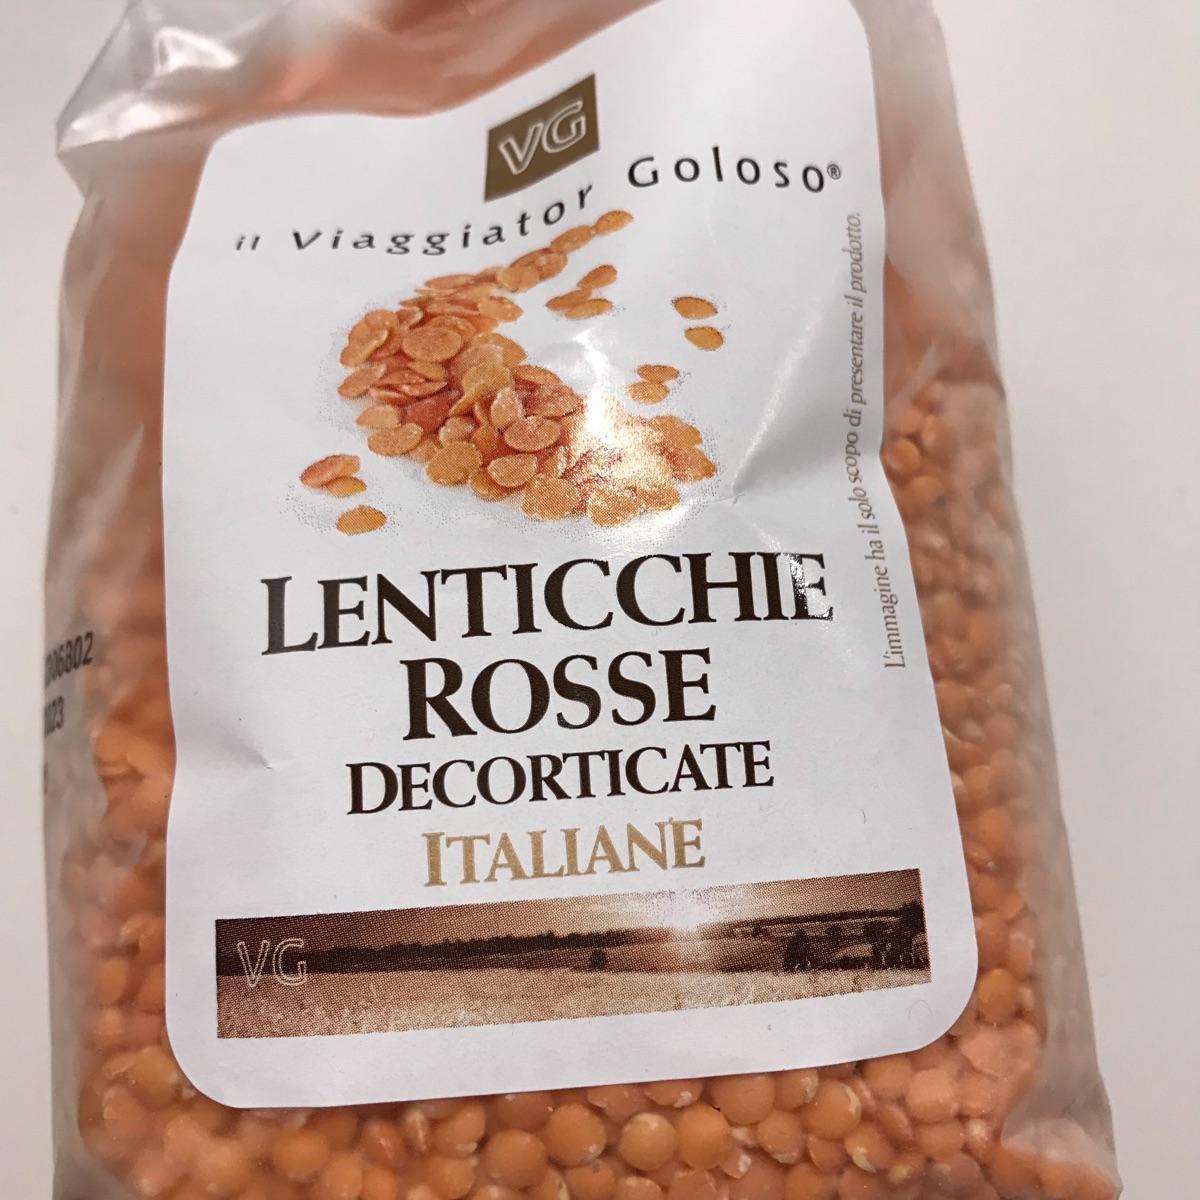 VG
il Viaggiator Goloso®
LENTICCHIE
ROSSE
DECORTICATE
ITALIANE
VG
L'immagine ha il solo scopo di presentare il prodotto.